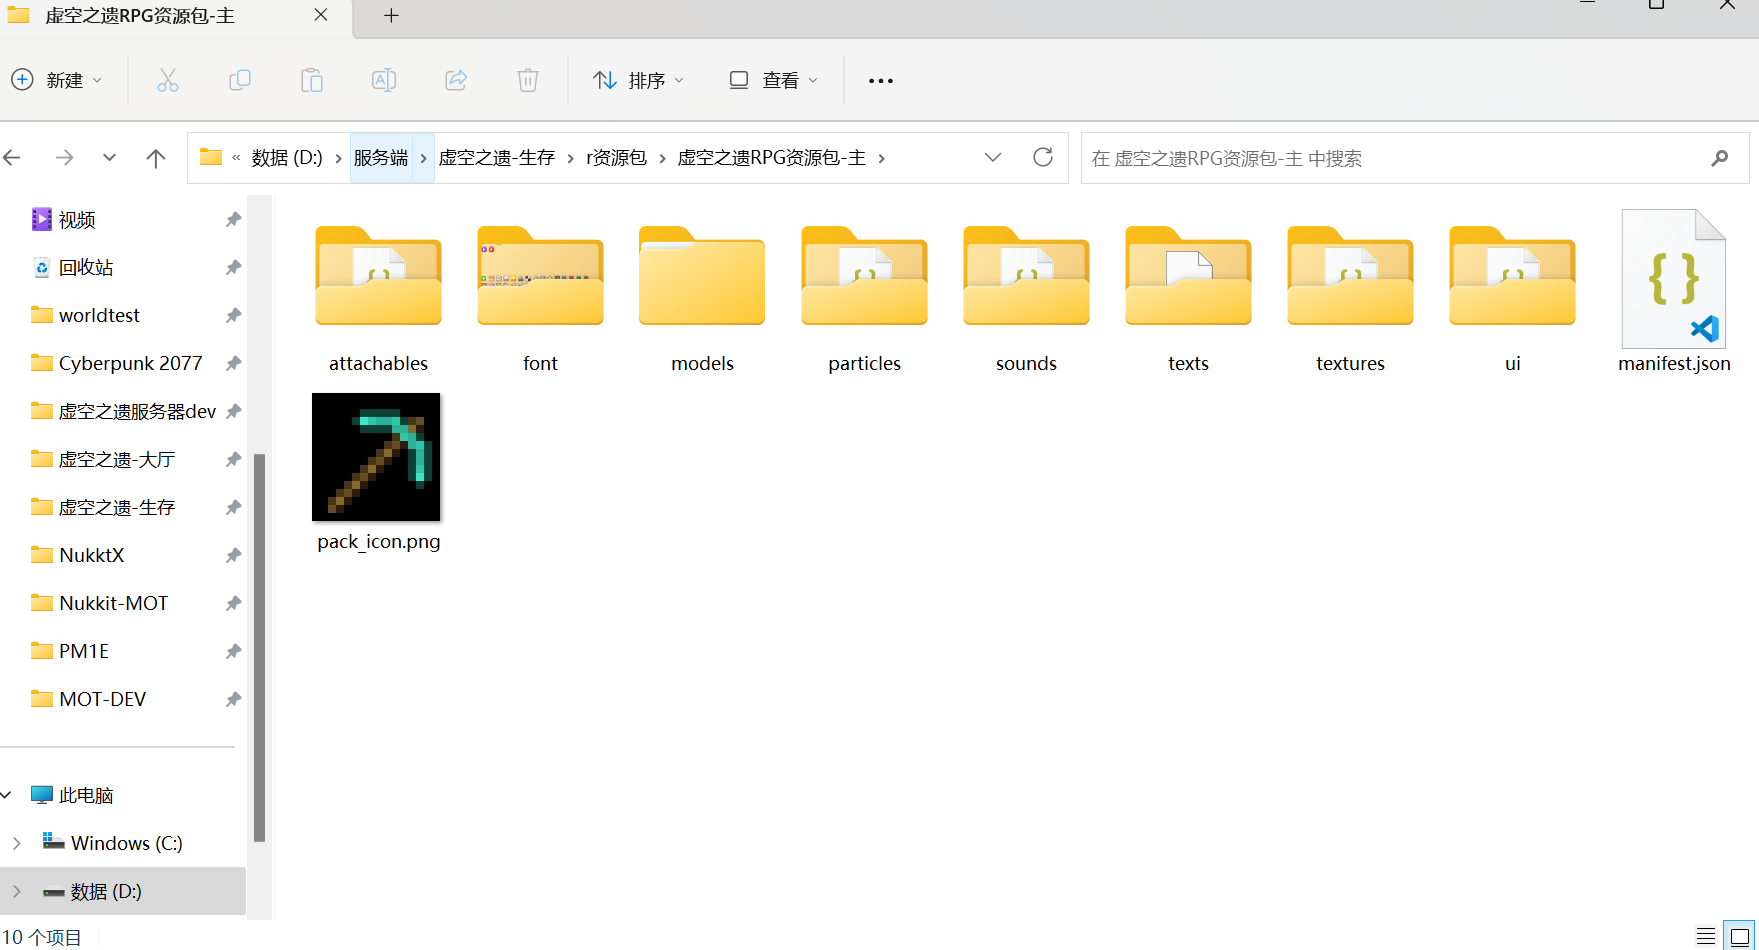 虚空之遗RPG资源包-主
新建
排序
查看
« 数据 (D:) › 服务端 › 虚空之遗-生存 › r资源包 › 虚空之遗RPG资源包-主 ›
在 虚空之遗RPG资源包-主 中搜索
视频
回收站
worldtest
Cyberpunk 2077
虚空之遗服务器dev
虚空之遗-大厅
虚空之遗-生存
NukktX
Nukkit-MOT
PM1E
MOT-DEV
此电脑
Windows (C:)
数据 (D:)
attachables
font
models
particles
sounds
texts
textures
ui
manifest.json
pack_icon.png
10 个项目